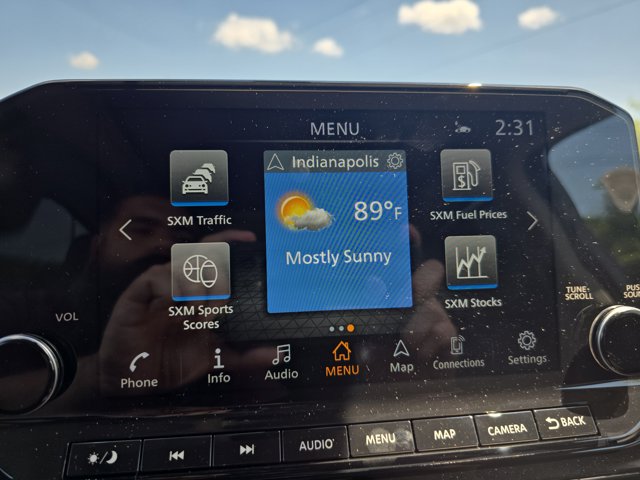 MENU
2:31
SXM Traffic
Indianapolis
89°F
Mostly Sunny
SXM Fuel Prices
SXM Sports
Scores
SXM Stocks
VOL
TUNE
SCROLL
Phone
Info
Audio
MENU
Map
Connections
Settings
AUDIO
MENU
MAP
CAMERA
BACK